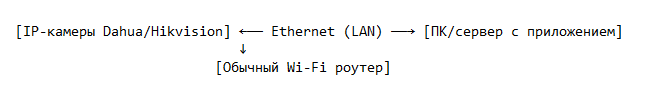 [IP-камеры Dahua/Hikvision] ←── Ethernet (LAN) ──→ [ПК/сервер с приложением]
↓
[Обычный Wi-Fi роутер]